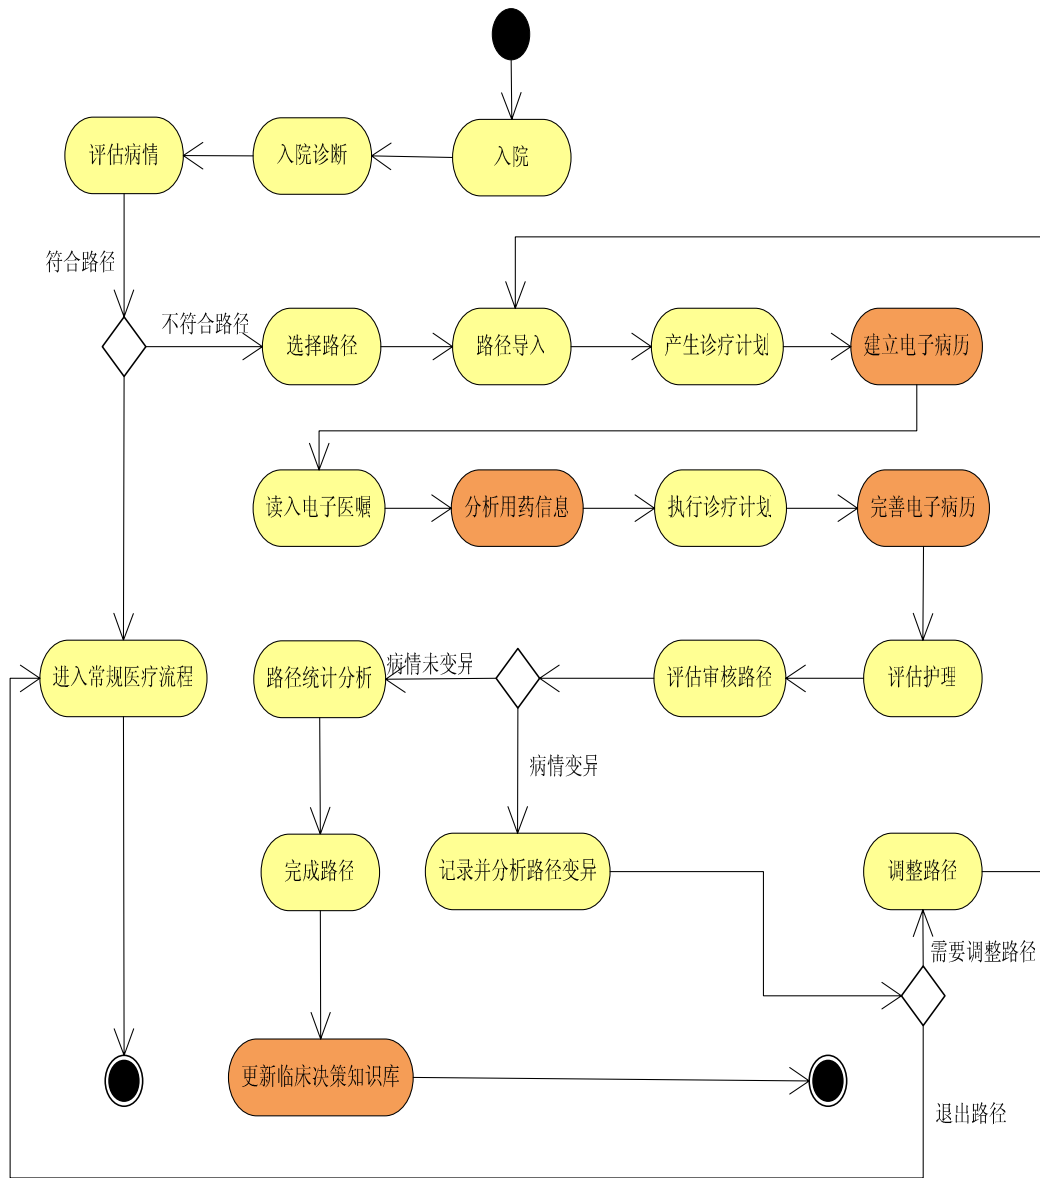 评估病情
入院诊断
入院
符合路径
不符合路径
选择路径
路径导入
产生诊疗计划
建立电子病历
读入电子医嘱
分析用药信息
执行诊疗计划
完善电子病历
进入常规医疗流程
路径统计分析
病情未变异
评估审核路径
评估护理
病情变异
完成路径
记录并分析路径变异
调整路径
需要调整路径
更新临床决策知识库
退出路径